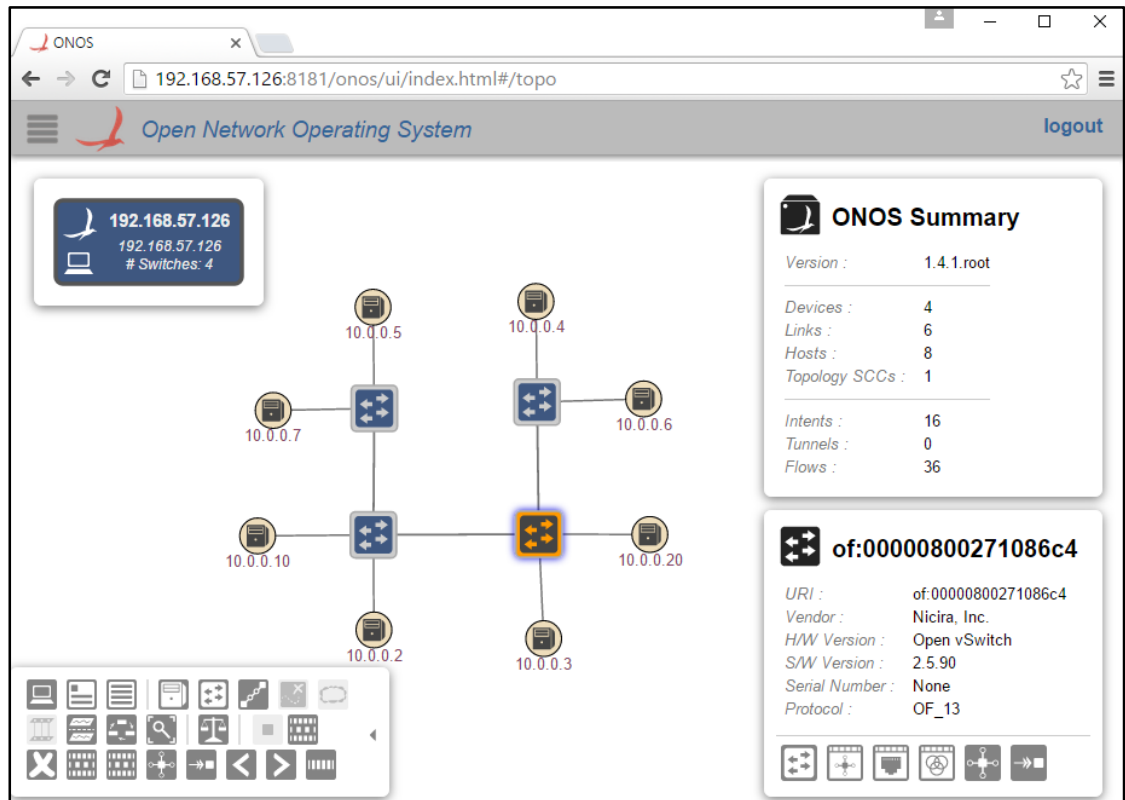 ONOS
192.168.57.126:8181/onos/ui/index.html#/topo
Open Network Operating System
logout
192.168.57.126
192.168.57.126
# Switches: 4
10.0.0.5
10.0.0.4
10.0.0.7
10.0.0.6
10.0.0.10
10.0.0.20
10.0.0.2
10.0.0.3
ONOS Summary
Version : 1.4.1.root
Devices : 4
Links : 6
Hosts : 8
Topology SCCs : 1
Intents : 16
Tunnels : 0
Flows : 36
of:00000800271086c4
URI : of:00000800271086c4
Vendor : Nicira, Inc.
H/W Version : Open vSwitch
S/W Version : 2.5.90
Serial Number : None
Protocol : OF_13